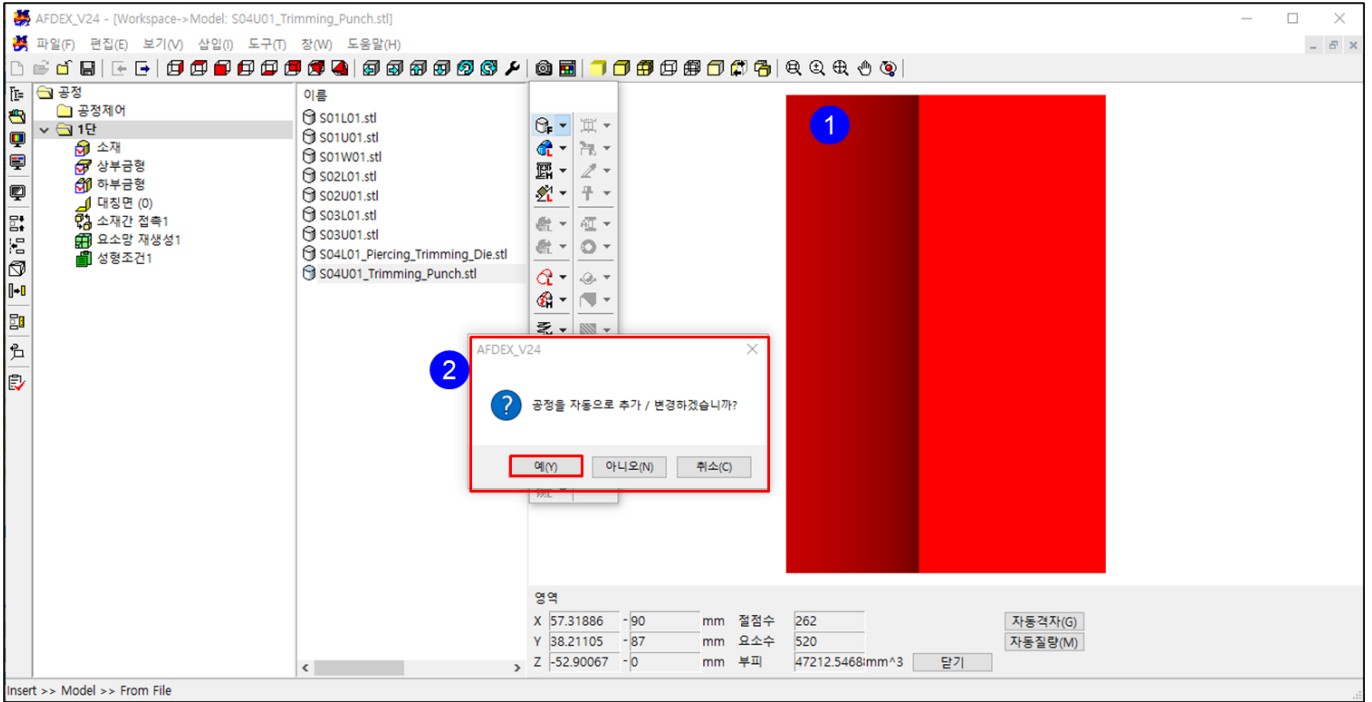 AFDEX_V24 - [Workspace->Model: S04U01_Trimming_Punch.stl]
파일(F) 편집(E) 보기(V) 삽입(I) 도구(T) 창(W) 도움말(H)
공정
공정제어
1단
소재
상부금형
하부금형
대칭면 (0)
소재간 접촉1
요소망 재생성1
성형조건1
이름
S01L01.stl
S01U01.stl
S01W01.stl
S02L01.stl
S02U01.stl
S03L01.stl
S03U01.stl
S04L01_Piercing_Trimming_Die.stl
S04U01_Trimming_Punch.stl
1
2
AFDEX_V24
공정을 자동으로 추가 / 변경하겠습니까?
예(Y) 아니오(N) 취소(C)
영역
X 57.31886 -90 mm 절점수 262 자동격자(G)
Y 38.21105 -87 mm 요소수 520 자동질량(M)
Z -52.90067 -0 mm 부피 47212.5468 mm^3 닫기
Insert >> Model >> From File